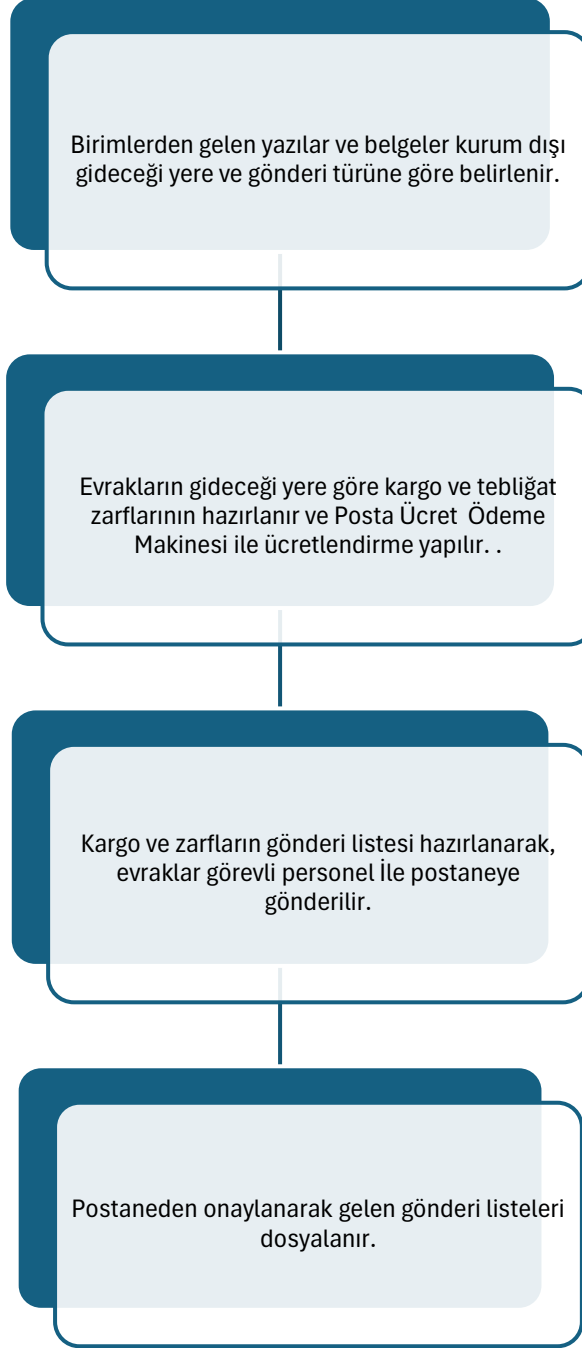 Birimlerden gelen yazılar ve belgeler kurum dışı
gideceği yere ve gönderi türüne göre belirlenir.
Evrakların gideceği yere göre kargo ve tebliğat
zarflarının hazırlanır ve Posta Ücret Ödeme
Makinesi ile ücretlendirme yapılır. .
Kargo ve zarfların gönderi listesi hazırlanarak,
evraklar görevli personel İle postaneye
gönderilir.
Postaneden onaylanarak gelen gönderi listeleri
dosyalanır.